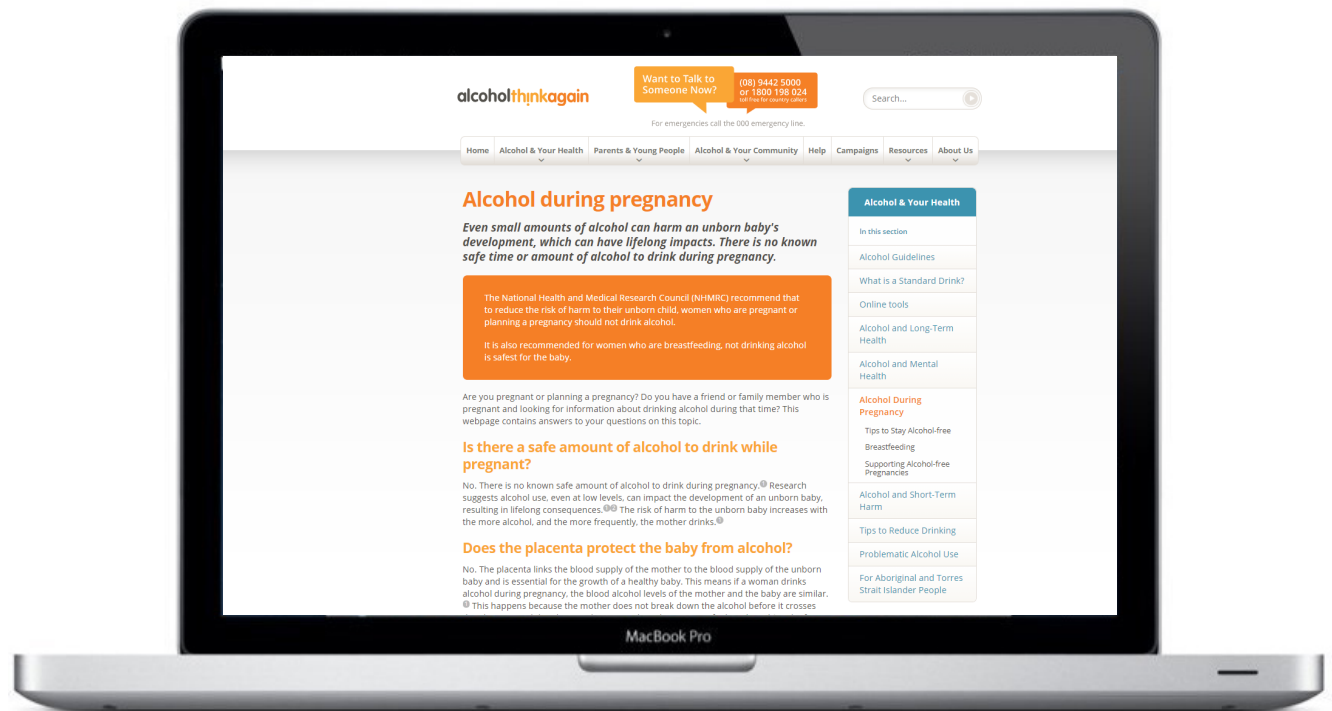 alcoholthinkagain
Want to Talk to
Someone Now?
(08) 9442 5000
or 1800 198 024
toll free for country callers
For emergencies call the 000 emergency line.
Search...
Home Alcohol & Your Health Parents & Young People Alcohol & Your Community Help Campaigns Resources About Us
Alcohol during pregnancy
Even small amounts of alcohol can harm an unborn baby's
development, which can have lifelong impacts. There is no known
safe time or amount of alcohol to drink during pregnancy.
The National Health and Medical Research Council (NHMRC) recommend that
to reduce the risk of harm to their unborn child, women who are pregnant or
planning a pregnancy should not drink alcohol.
It is also recommended for women who are breastfeeding, not drinking alcohol
is safest for the baby.
Are you pregnant or planning a pregnancy? Do you have a friend or family member who is
pregnant and looking for information about drinking alcohol during that time? This
webpage contains answers to your questions on this topic.
Is there a safe amount of alcohol to drink while
pregnant?
No. There is no known safe amount of alcohol to drink during pregnancy. Research
suggests alcohol use, even at low levels, can impact the development of an unborn baby,
resulting in lifelong consequences. The risk of harm to the unborn baby increases with
the more alcohol, and the more frequently, the mother drinks.
Does the placenta protect the baby from alcohol?
No. The placenta links the blood supply of the mother to the blood supply of the unborn
baby and is essential for the growth of a healthy baby. This means if a woman drinks
alcohol during pregnancy, the blood alcohol levels of the mother and the baby are similar.
This happens because the mother does not break down the alcohol before it crosses
Alcohol & Your Health
In this section
Alcohol Guidelines
What is a Standard Drink?
Online tools
Alcohol and Long-Term
Health
Alcohol and Mental
Health
Alcohol During
Pregnancy
Tips to Stay Alcohol-free
Breastfeeding
Supporting Alcohol-free
Pregnancies
Alcohol and Short-Term
Harm
Tips to Reduce Drinking
Problematic Alcohol Use
For Aboriginal and Torres
Strait Islander People
MacBook Pro